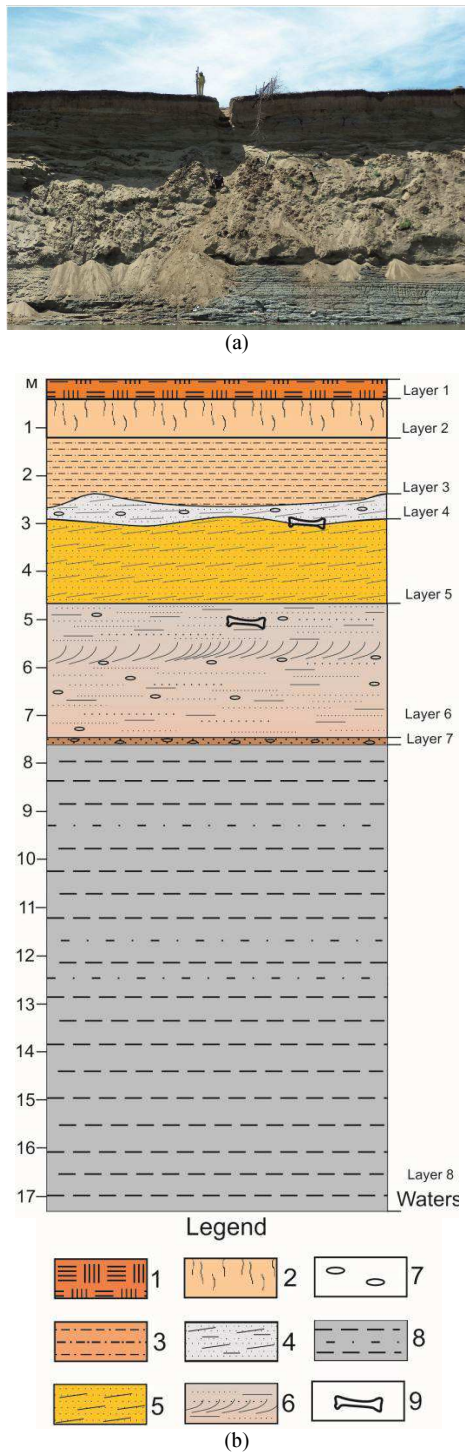 (a)
M
Layer 1
1
Layer 2
2
Layer 3
3
Layer 4
4
Layer 5
5
6
Layer 6
7
Layer 7
8
9
10
11
12
13
14
15
16
Layer 8
17
Waters
Legend
1 2 7
3 4 8
5 6 9
(b)